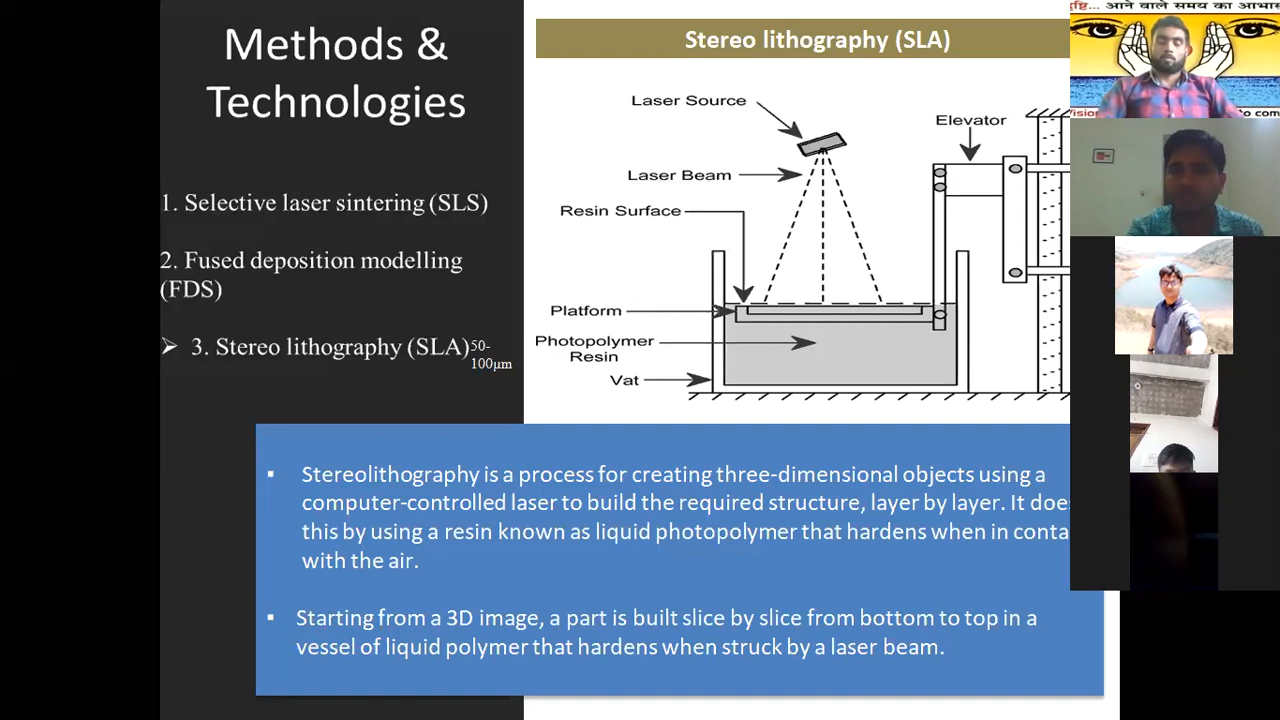 Methods &
Technologies
1. Selective laser sintering (SLS)
2. Fused deposition modelling
(FDS)
➢ 3. Stereo lithography (SLA) 50-
100μm
Stereo lithography (SLA)
Laser Source
Elevator
Laser Beam
Resin Surface
Platform
Photopolymer
Resin
Vat
▪ Stereolithography is a process for creating three-dimensional objects using a
computer-controlled laser to build the required structure, layer by layer. It does
this by using a resin known as liquid photopolymer that hardens when in conta
with the air.
▪ Starting from a 3D image, a part is built slice by slice from bottom to top in a
vessel of liquid polymer that hardens when struck by a laser beam.
आने वाले समय का आभास
to com